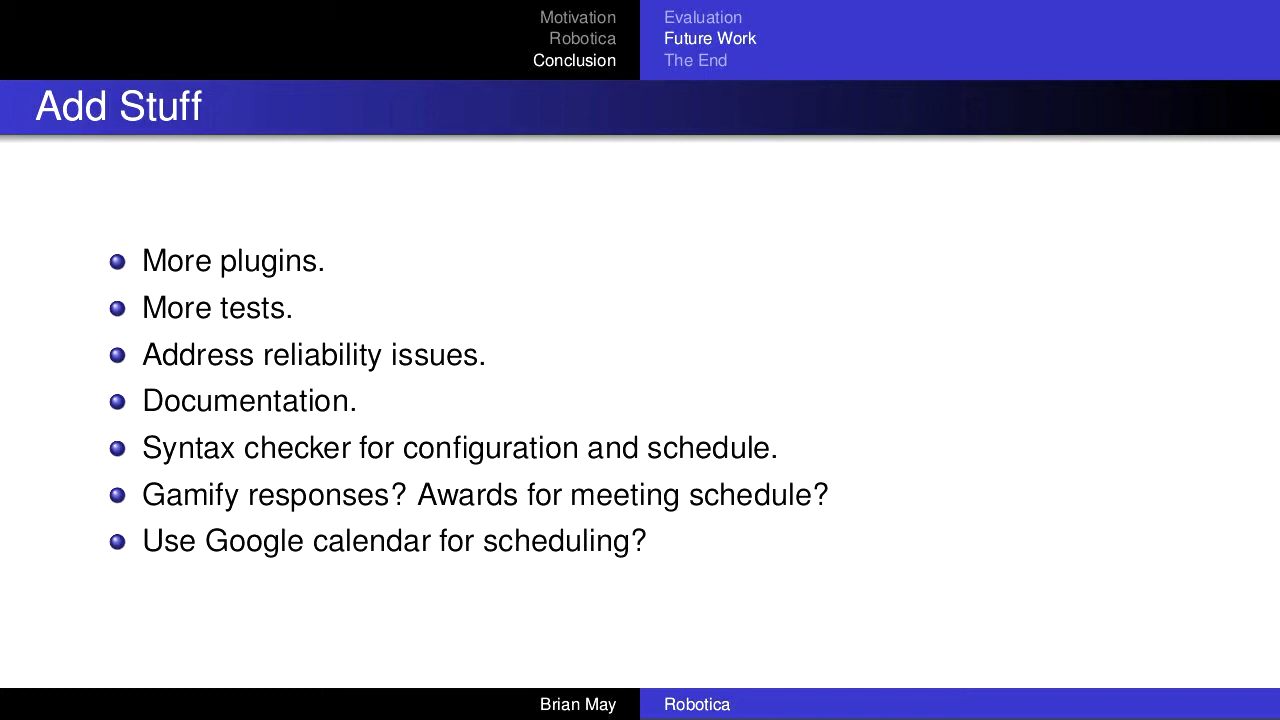 Motivation
Robotica
Conclusion
Evaluation
Future Work
The End
Add Stuff
More plugins.
More tests.
Address reliability issues.
Documentation.
Syntax checker for configuration and schedule.
Gamify responses? Awards for meeting schedule?
Use Google calendar for scheduling?
Brian May
Robotica